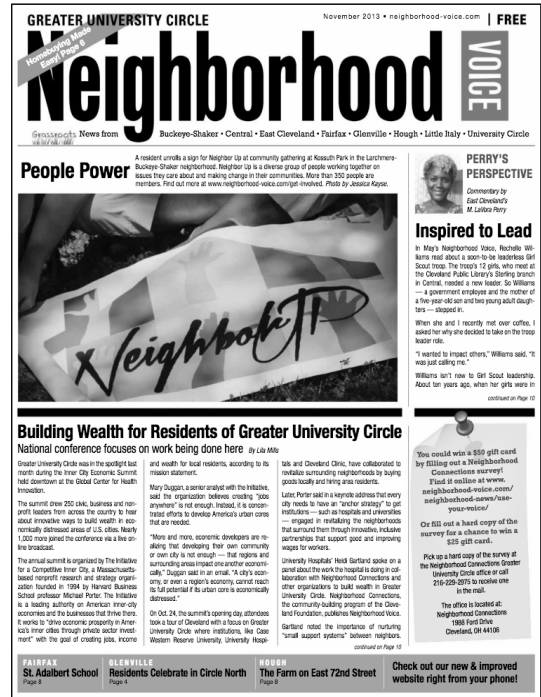 GREATER UNIVERSITY CIRCLE
November 2013 • neighborhood-voice.com | FREE
Homebuying Made
Easy! Page 6
Neighborhood
VOICE
Grassroots News from
Buckeye-Shaker • Central • East Cleveland • Fairfax • Glenville • Hough • Little Italy • University Circle
People Power
A resident unrolls a sign for Neighbor Up at community gathering at Kossuth Park in the Larchmere-
Buckeye-Shaker neighborhood. Neighbor Up is a diverse group of people working together on
issues they care about and making change in their communities. More than 350 people are
members. Find out more at www.neighborhood-voice.com/get-involved. Photo by Jessica Kayse.
Neighbor UP
PERRY'S
PERSPECTIVE
Commentary by
East Cleveland's
M. LaVora Perry
Inspired to Lead
In May's Neighborhood Voice, Rechelle Wil-
liams read about a soon-to-be leaderless Girl
Scout troop. The troop's 12 girls, who meet at
the Cleveland Public Library's Sterling branch
in Central, needed a new leader. So Williams
— a government employee and the mother of
a five-year-old son and two young adult daugh-
ters — stepped in.
When she and I recently met over coffee, I
asked her why she decided to take on the troop
leader role.
"I wanted to impact others," Williams said. "It
was just calling me."
Williams isn't new to Girl Scout leadership.
About ten years ago, when her girls were in
continued on Page 10
Building Wealth for Residents of Greater University Circle
National conference focuses on work being done here By Lila Mills
Greater University Circle was in the spotlight last
month during the Inner City Economic Summit
held downtown at the Global Center for Health
Innovation.
The summit drew 250 civic, business and non-
profit leaders from across the country to hear
about innovative ways to build wealth in eco-
nomically distressed areas of U.S. cities. Nearly
1,000 more joined the conference via a live on-
line broadcast.
The annual summit is organized by The Initiative
for a Competitive Inner City, a Massachusetts-
based nonprofit research and strategy organi-
zation founded in 1994 by Harvard Business
School professor Michael Porter. The Initiative
is a leading authority on American inner-city
economies and the businesses that thrive there.
It works to "drive economic prosperity in Amer-
ica's inner cities through private sector invest-
ment" with the goal of creating jobs, income
and wealth for local residents, according to its
mission statement.
Mary Duggan, a senior analyst with the Initiative,
said the organization believes creating "jobs
anywhere" is not enough. Instead, it is concen-
trated efforts to develop America's urban cores
that are needed.
"More and more, economic developers are re-
alizing that developing their own community
or own city is not enough — that regions and
surrounding areas impact one another economi-
cally," Duggan said in an email. "A city's econ-
omy, or even a region's economy, cannot reach
its full potential if its urban core is economically
distressed."
On Oct. 24, the summit's opening day, attendees
took a tour of Cleveland with a focus on Greater
University Circle where institutions, like Case
Western Reserve University, University Hospi-
tals and Cleveland Clinic, have collaborated to
revitalize surrounding neighborhoods by buying
goods locally and hiring area residents.
Later, Porter said in a keynote address that every
city needs to have an "anchor strategy" to get
institutions — such as hospitals and universities
— engaged in revitalizing the neighborhoods
that surround them through innovative, inclusive
partnerships that support good and improving
wages for workers.
University Hospitals' Heidi Gartland spoke on a
panel about the work the hospital is doing in col-
laboration with Neighborhood Connections and
other organizations to build wealth in Greater
University Circle. Neighborhood Connections,
the community-building program of the Cleve-
land Foundation, publishes Neighborhood Voice.
Gartland noted the importance of nurturing
"small support systems" between neighbors.
continued on Page 10
You could win a $50 gift card
by filling out a Neighborhood
Connections survey!
Find it online at www.
neighborhood-voice.com/
neighborhood-news/use-
your-voice/
Or fill out a hard copy of the
survey for a chance to win a
$25 gift card.
Pick up a hard copy of the survey at
the Neighborhood Connections Greater
University Circle office or call
216-229-2975 to receive one
in the mail.
The office is located at:
Neighborhood Connections
1988 Ford Drive
Cleveland, OH 44106
FAIRFAX
St. Adalbert School
Page 8
GLENVILLE
Residents Celebrate in Circle North
Page 4
HOUGH
The Farm on East 72nd Street
Page 8
Check out our new & improved
website right from your phone!